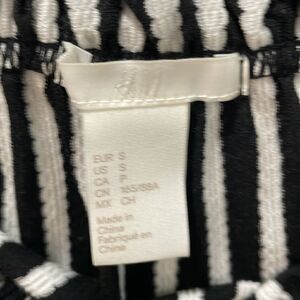 H&M
EUR S
US S
CA P
CN 165/88A
MX CH
Made in
China
Fabriqué en
Chine